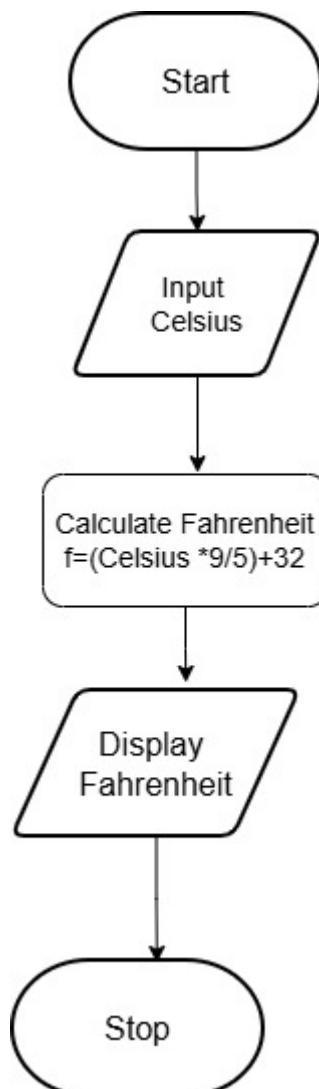 Start
Input
Celsius
Calculate Fahrenheit
f=(Celsius *9/5)+32
Display
Fahrenheit
Stop